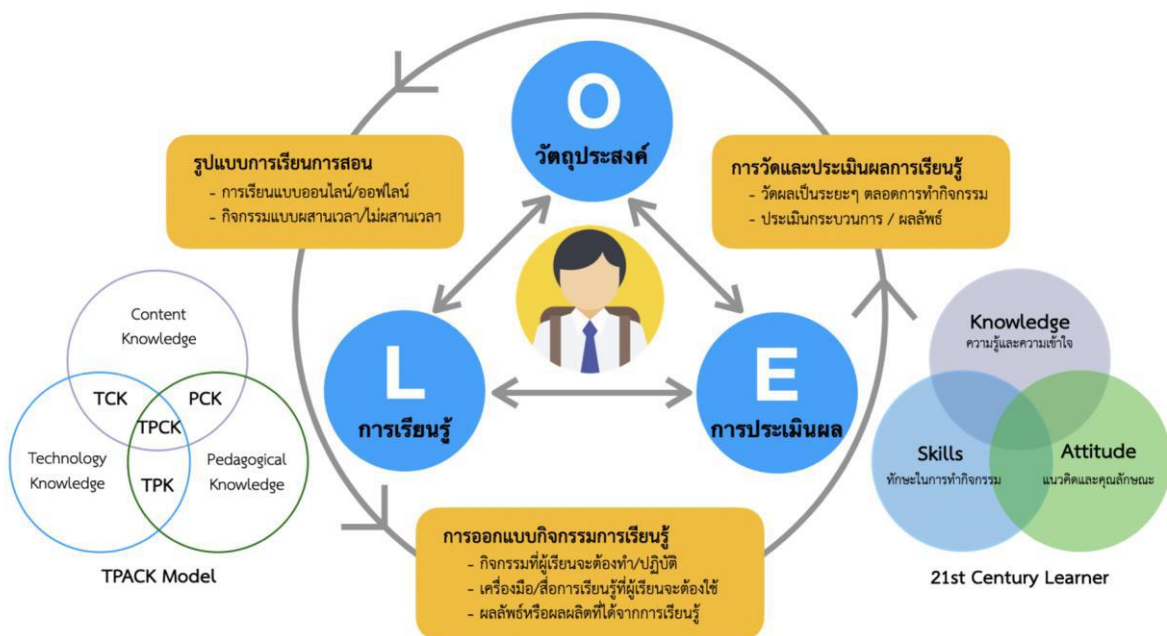 O
วัตถุประสงค์
รูปแบบการเรียนการสอน
- การเรียนแบบออนไลน์/ออฟไลน์
- กิจกรรมแบบผสานเวลา/ไม่ผสานเวลา
การวัดและประเมินผลการเรียนรู้
- วัดผลเป็นระยะๆ ตลอดการทำกิจกรรม
- ประเมินกระบวนการ / ผลลัพธ์
L
การเรียนรู้
E
การประเมินผล
Content
Knowledge
TCK
PCK
TPCK
Technology
Knowledge
TPK
Pedagogical
Knowledge
TPACK Model
Knowledge
ความรู้และความเข้าใจ
Skills
ทักษะในการทำกิจกรรม
Attitude
แนวคิดและคุณลักษณะ
21st Century Learner
การออกแบบกิจกรรมการเรียนรู้
- กิจกรรมที่ผู้เรียนจะต้องทำ/ปฏิบัติ
- เครื่องมือ/สื่อการเรียนรู้ที่ผู้เรียนจะต้องใช้
- ผลลัพธ์หรือผลผลิตที่ได้จากการเรียนรู้